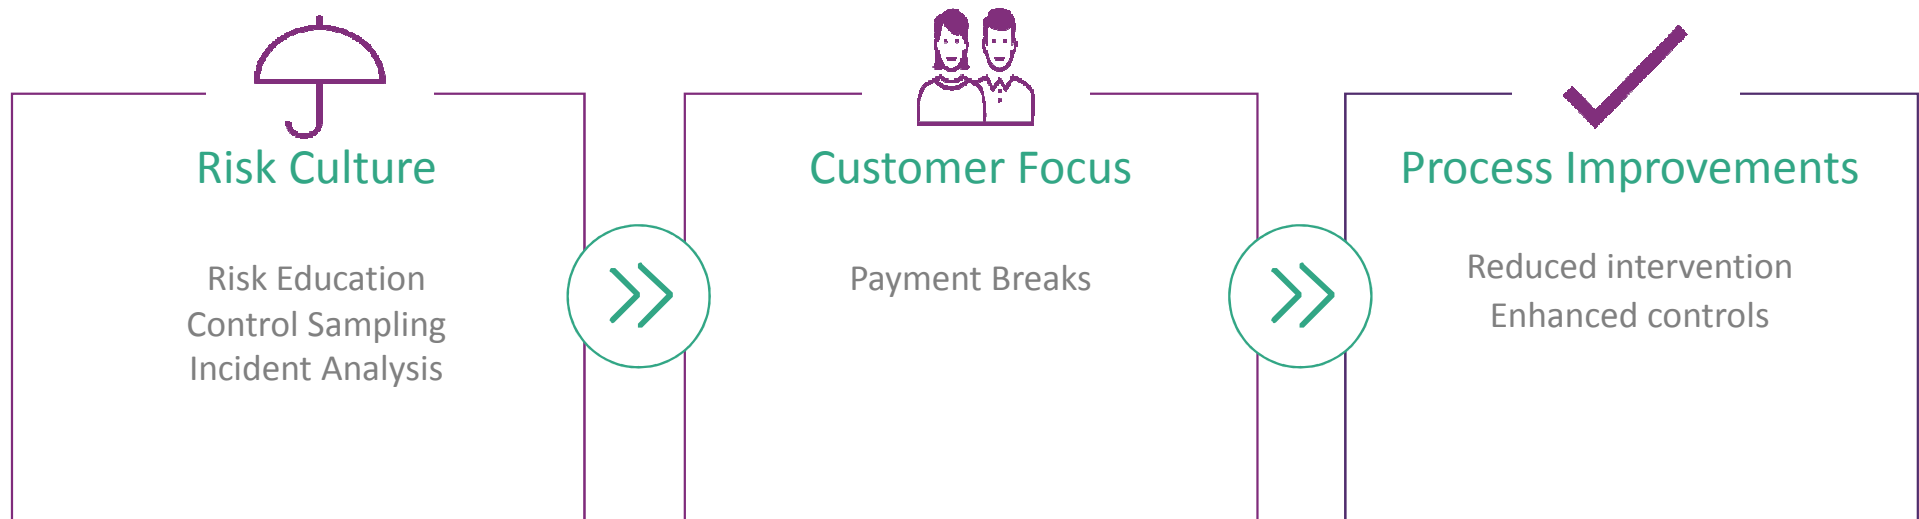 Risk Culture
Risk Education
Control Sampling
Incident Analysis
Customer Focus
Payment Breaks
Process Improvements
Reduced intervention
Enhanced controls